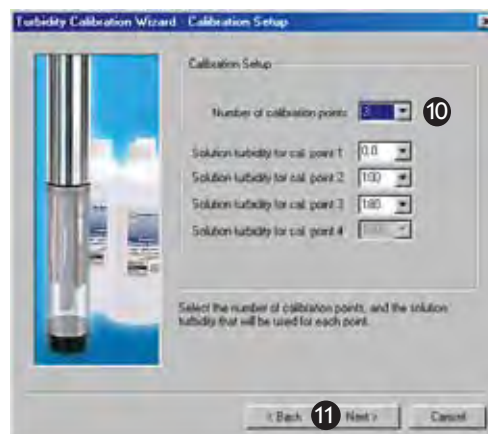 Turbidity Calibration Wizard - Calibration Setup
Calibration Setup
Number of calibration points 3 10
Solution turbidity for cal. point 1 0.0
Solution turbidity for cal. point 2 100
Solution turbidity for cal. point 3 180
Solution turbidity for cal. point 4
Select the number of calibration points, and the solution
turbidity that will be used for each point.
< Back 11 Next > Cancel